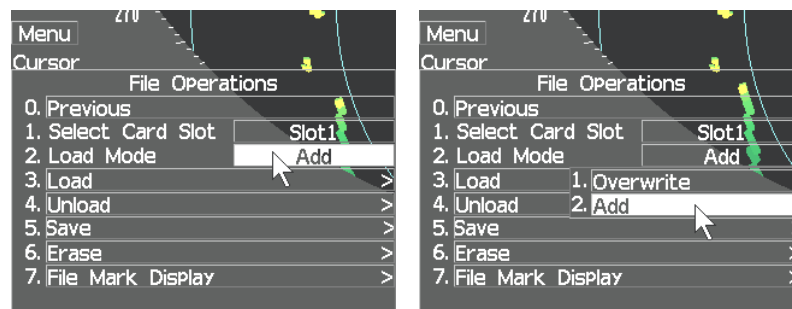 270
Menu
Cursor
File Operations
0. Previous
1. Select Card Slot Slot1
2. Load Mode Add
3. Load >
4. Unload >
5. Save >
6. Erase >
7. File Mark Display >
270
Menu
Cursor
File Operations
0. Previous
1. Select Card Slot Slot1
2. Load Mode Add
3. Load
1. Overwrite
4. Unload
2. Add
5. Save
6. Erase >
7. File Mark Display >